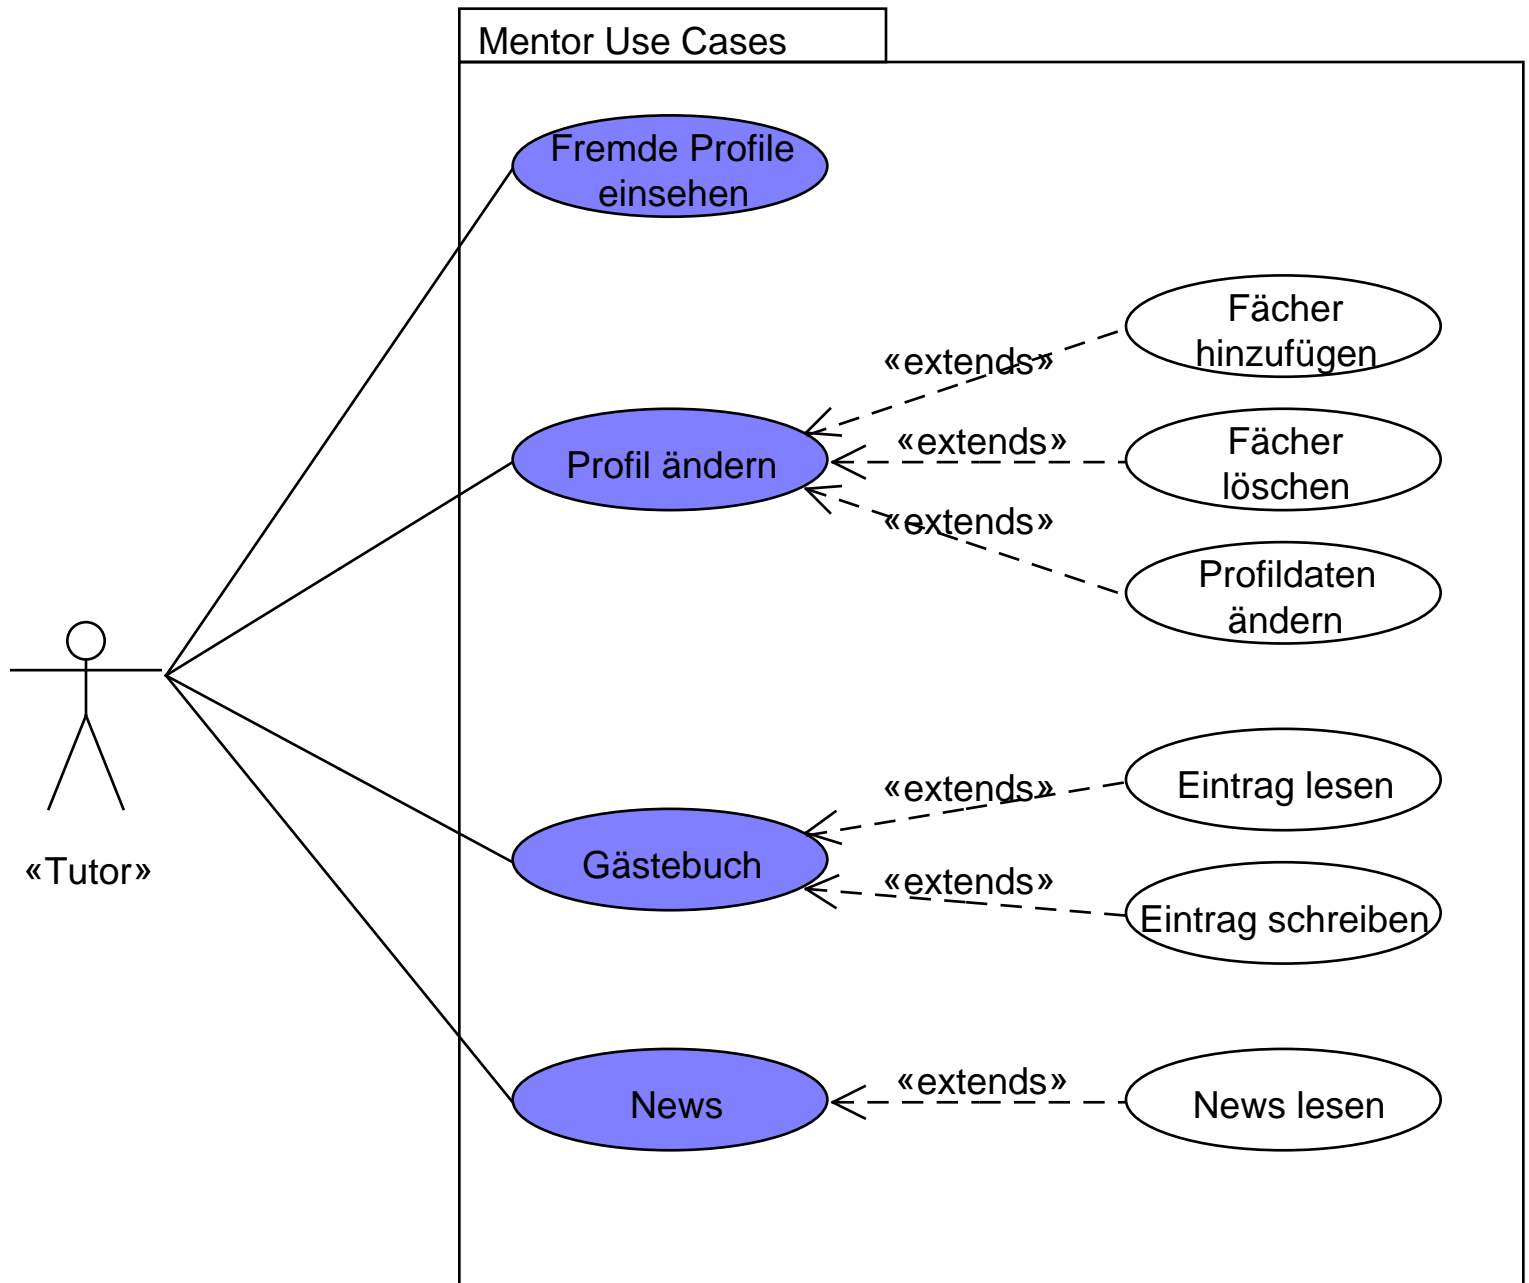 Mentor Use Cases
Fremde Profile
einsehen
Fächer
hinzufügen
«extends»
Profil ändern
«extends»
Fächer
löschen
«extends»
Profildaten
ändern
«Tutor»
«extends»
Eintrag lesen
Gästebuch
«extends»
Eintrag schreiben
News
«extends»
News lesen